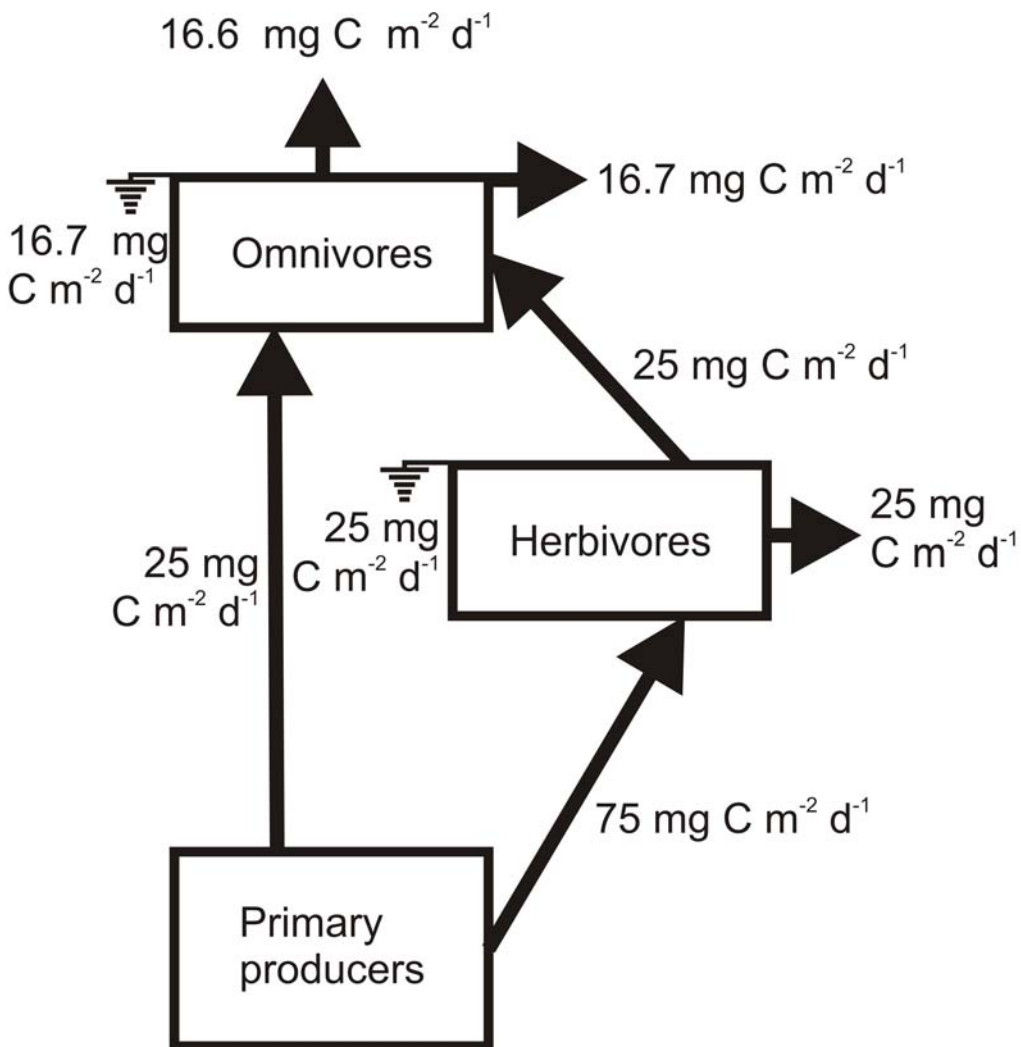 16.6 mg C m⁻² d⁻¹
16.7 mg C m⁻² d⁻¹
16.7 mg
C m⁻² d⁻¹
Omnivores
25 mg C m⁻² d⁻¹
25 mg
C m⁻² d⁻¹
25 mg
C m⁻² d⁻¹
Herbivores
25 mg
C m⁻² d⁻¹
75 mg C m⁻² d⁻¹
Primary
producers